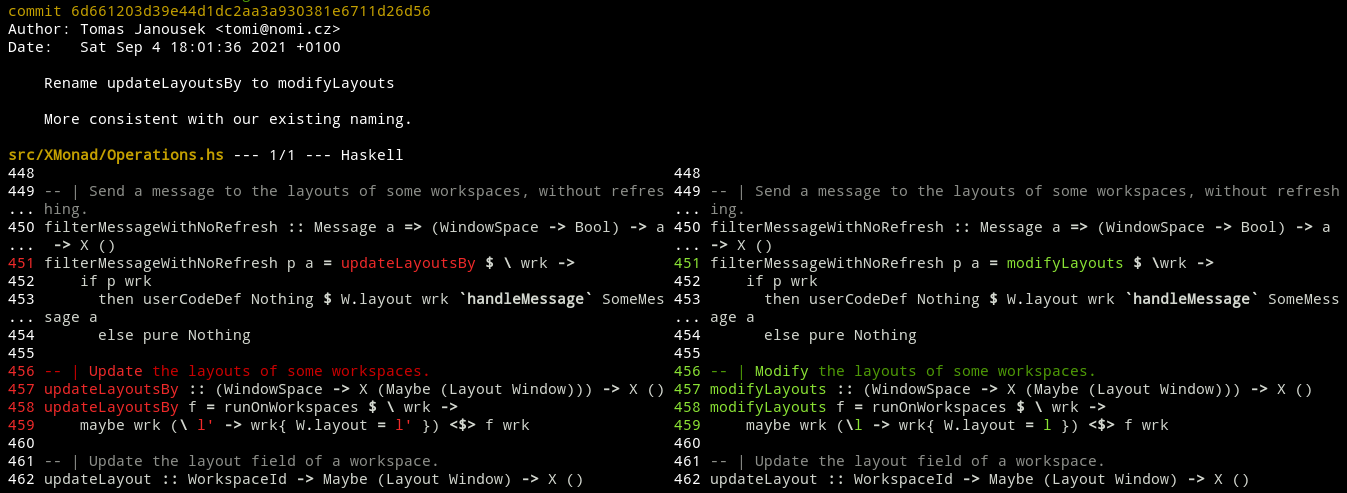 commit 6d661203d39e44d1dc2aa3a930381e6711d26d56
Author: Tomas Janousek <tomi@nomi.cz>
Date:   Sat Sep 4 18:01:36 2021 +0100
Rename updateLayoutsBy to modifyLayouts
More consistent with our existing naming.
src/XMonad/Operations.hs --- 1/1 --- Haskell
448
449 -- | Send a message to the layouts of some workspaces, without refres
... hing.
450 filterMessageWithNoRefresh :: Message a => (WindowSpace -> Bool) -> a
...  -> X ()
451 filterMessageWithNoRefresh p a = updateLayoutsBy $ \ wrk ->
452     if p wrk
453       then userCodeDef Nothing $ W.layout wrk `handleMessage` SomeMes
... sage a
454       else pure Nothing
455
456 -- | Update the layouts of some workspaces.
457 updateLayoutsBy :: (WindowSpace -> X (Maybe (Layout Window))) -> X ()
458 updateLayoutsBy f = runOnWorkspaces $ \ wrk ->
459     maybe wrk (\ l' -> wrk{ W.layout = l' }) <$> f wrk
460
461 -- | Update the layout field of a workspace.
462 updateLayout :: WorkspaceId -> Maybe (Layout Window) -> X ()
448
449 -- | Send a message to the layouts of some workspaces, without refresh
... ing.
450 filterMessageWithNoRefresh :: Message a => (WindowSpace -> Bool) -> a
... -> X ()
451 filterMessageWithNoRefresh p a = modifyLayouts $ \wrk ->
452     if p wrk
453       then userCodeDef Nothing $ W.layout wrk `handleMessage` SomeMess
... age a
454       else pure Nothing
455
456 -- | Modify the layouts of some workspaces.
457 modifyLayouts :: (WindowSpace -> X (Maybe (Layout Window))) -> X ()
458 modifyLayouts f = runOnWorkspaces $ \ wrk ->
459     maybe wrk (\l -> wrk{ W.layout = l }) <$> f wrk
460
461 -- | Update the layout field of a workspace.
462 updateLayout :: WorkspaceId -> Maybe (Layout Window) -> X ()